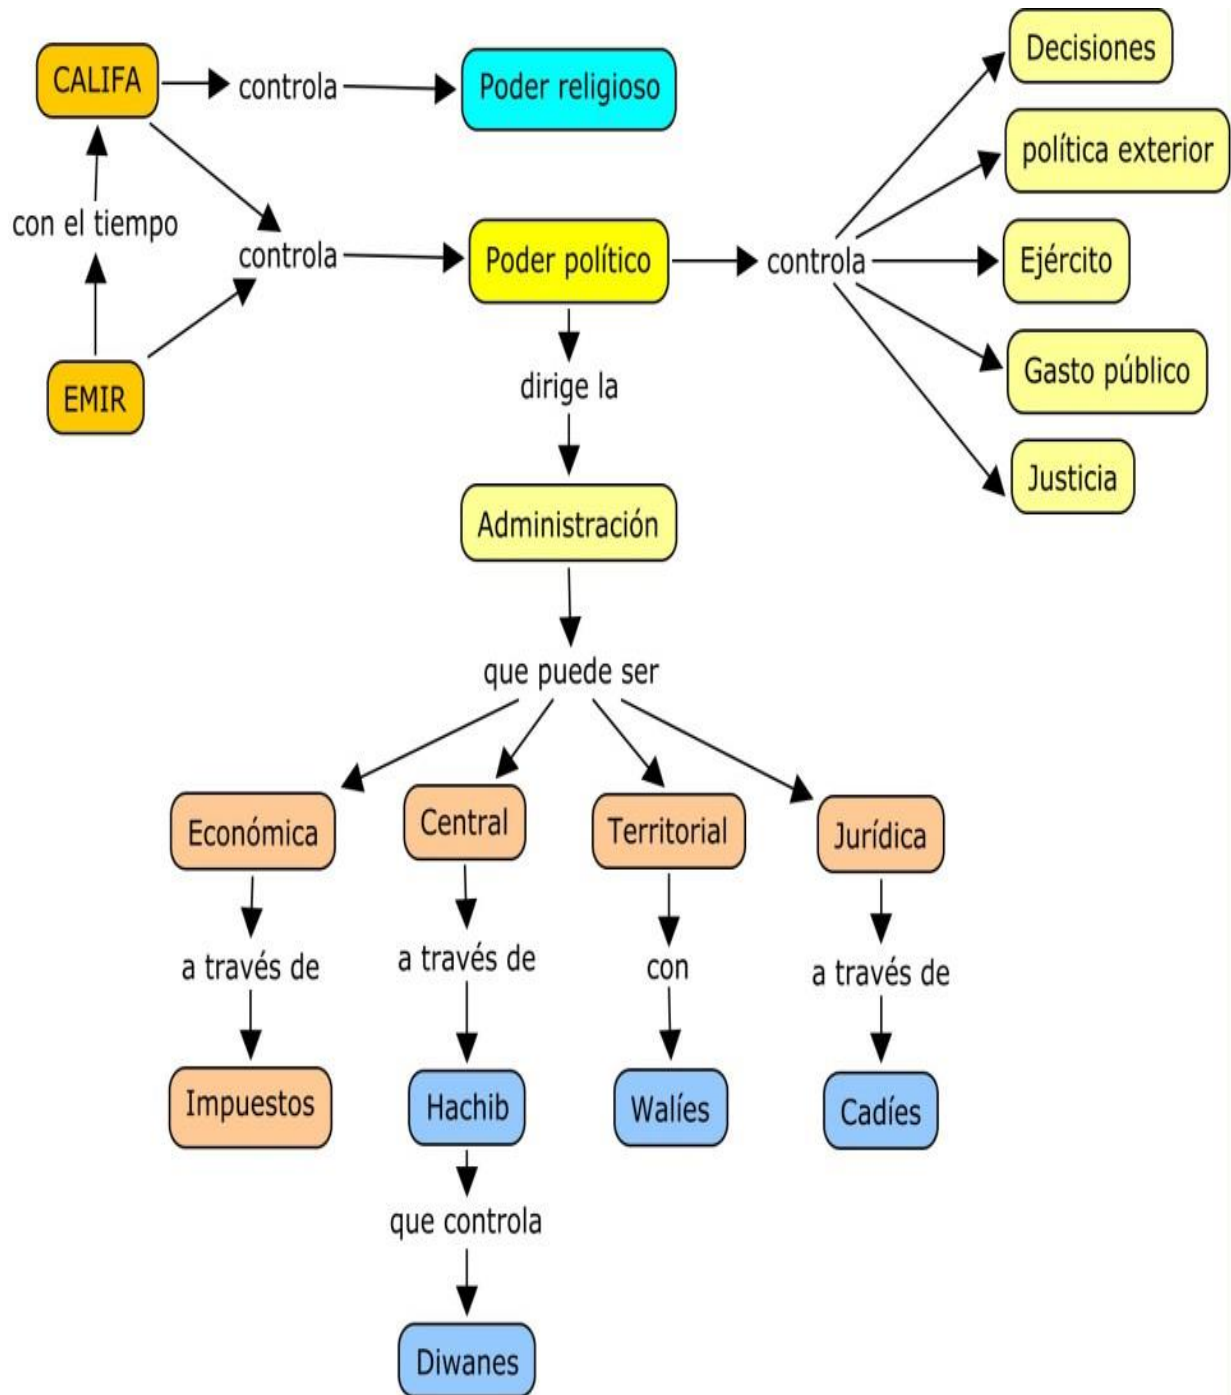 CALIFA
controla
Poder religioso
Decisiones
política exterior
con el tiempo
controla
Poder político
controla
Ejército
EMIR
dirige la
Gasto público
Justicia
Administración
que puede ser
Económica
Central
Territorial
Jurídica
a través de
a través de
con
a través de
Impuestos
Hachib
Walíes
Cadíes
que controla
Diwanes